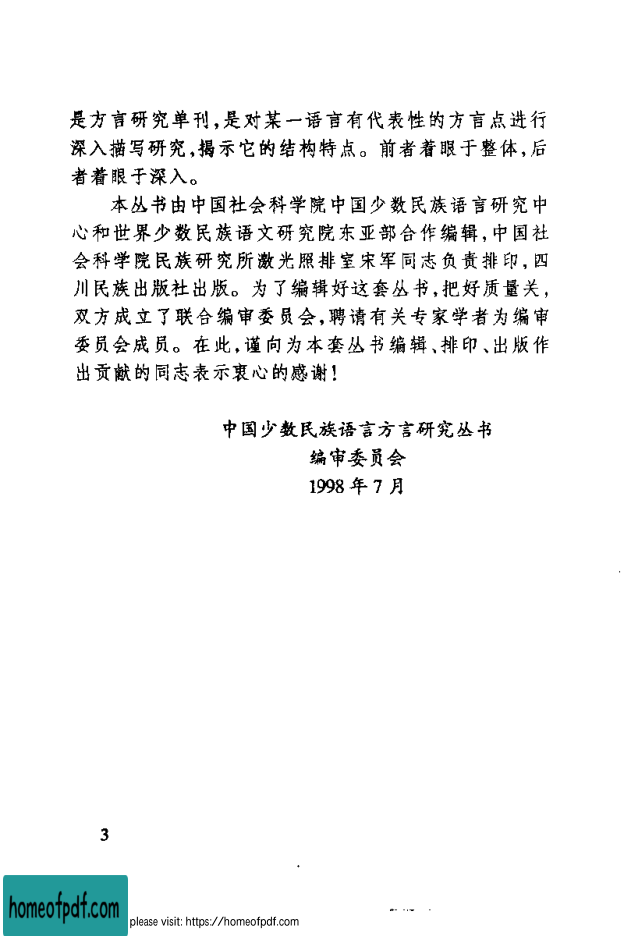 是方言研究单刊，是对某一语言有代表性的方言点进行
深入描写研究，揭示它的结构特点。前者着眼于整体，后
者着眼于深入。
本丛书由中国社会科学院中国少数民族语言研究中
心和世界少数民族语文研究院东亚部合作编辑，中国社
会科学院民族研究所激光照排室宋军同志负责排印，四
川民族出版社出版。为了编辑好这套丛书，把好质量关，
双方成立了联合编审委员会，聘请有关专家学者为编审
委员会成员。在此，谨向为本套丛书编辑、排印、出版作
出贡献的同志表示衷心的感谢！
中国少数民族语言方言研究丛书
编审委员会
1998 年 7 月
3
homeofpdf.com
please visit: https://homeofpdf.com